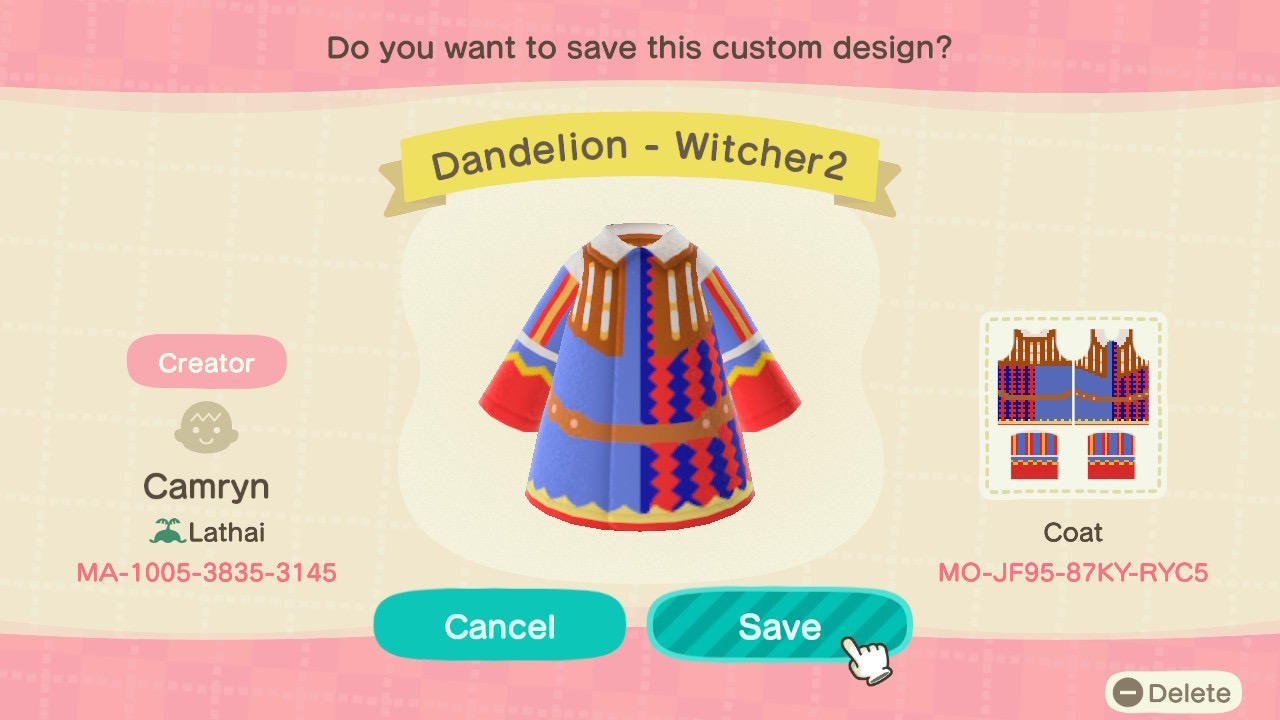 Do you want to save this custom design?
Dandelion - Witcher2
Creator
Camryn
Lathai
MA-1005-3835-3145
Coat
MO-JF95-87KY-RYC5
Cancel
Save
Delete